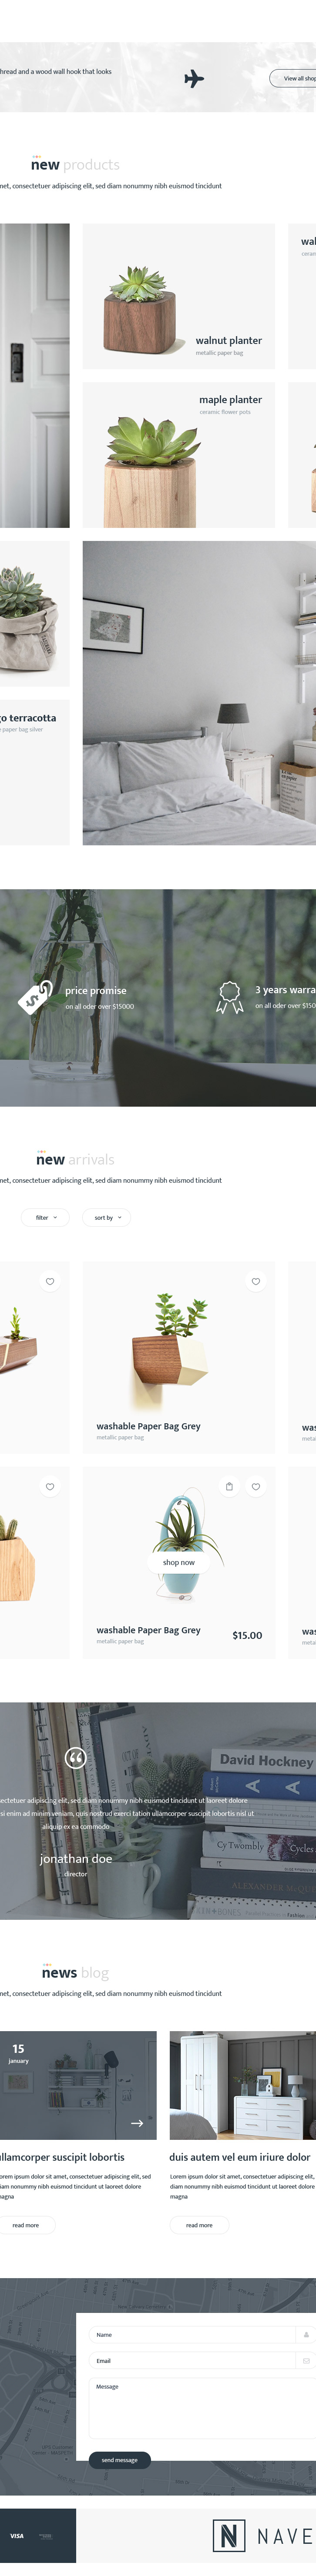 hread and a wood wall hook that looks
View all shop
new products
net, consectetuer adipiscing elit, sed diam nonummy nibh euismod tincidunt
walnut planter
metallic paper bag
wal
ceram
maple planter
ceramic flower pots
go terracotta
paper bag silver
price promise
on all oder over $15000
3 years warra
on all oder over $150
new arrivals
net, consectetuer adipiscing elit, sed diam nonummy nibh euismod tincidunt
filter
sort by
washable Paper Bag Grey
metallic paper bag
was
metal
shop now
washable Paper Bag Grey
metallic paper bag
$15.00
was
metal
David Hockney
Cy Twombly
Cycles
ALEXANDER McQU
Fashion
sectetuer adipiscing elit, sed diam nonummy nibh euismod tincidunt ut laoreet dolore
si enim ad minim veniam, quis nostrud exerci tation ullamcorper suscipit lobortis nisl ut
aliquip ex ea commodo
jonathan doe
director
news blog
net, consectetuer adipiscing elit, sed diam nonummy nibh euismod tincidunt
15
january
ullamcorper suscipit lobortis
orem ipsum dolor sit amet, consectetuer adipiscing elit, sed
diam nonummy nibh euismod tincidunt ut laoreet dolore
magna
read more
duis autem vel eum iriure dolor
Lorem ipsum dolor sit amet, consectetuer adipiscing elit,
diam nonummy nibh euismod tincidunt ut laoreet dolore
magna
read more
Name
Email
Message
send message
VISA
N NAVE